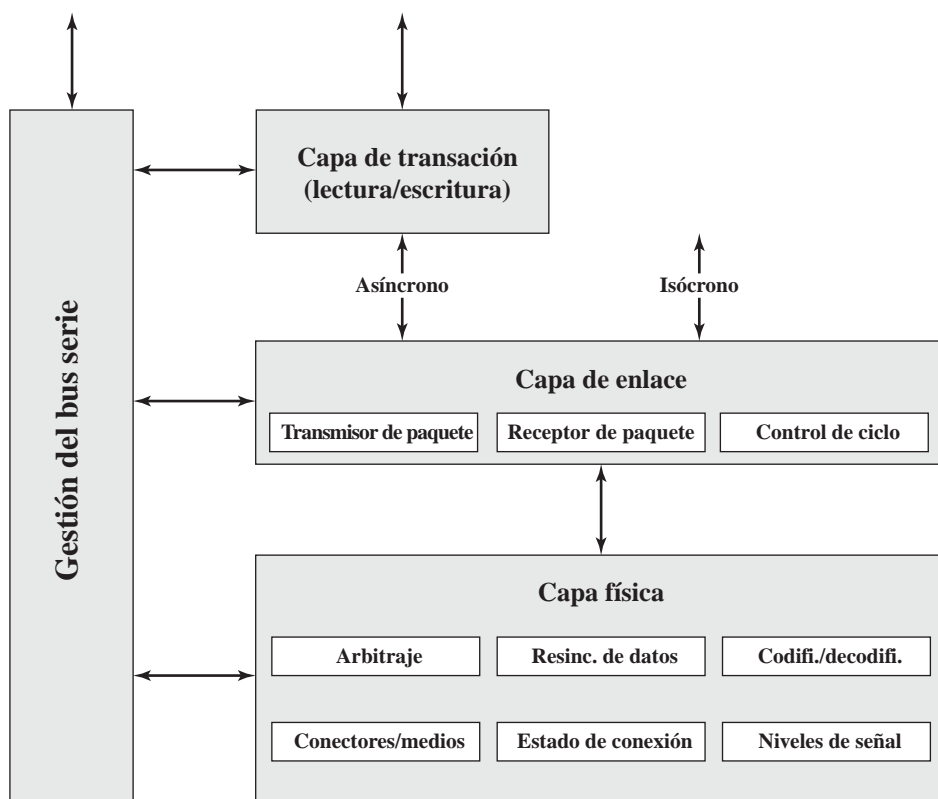 Capa de transación
(lectura/escritura)
Asíncrono
Isócrono
Gestión del bus serie
Capa de enlace
Transmisor de paquete
Receptor de paquete
Control de ciclo
Capa física
Arbitraje
Resinc. de datos
Codifi./decodifi.
Conectores/medios
Estado de conexión
Niveles de señal